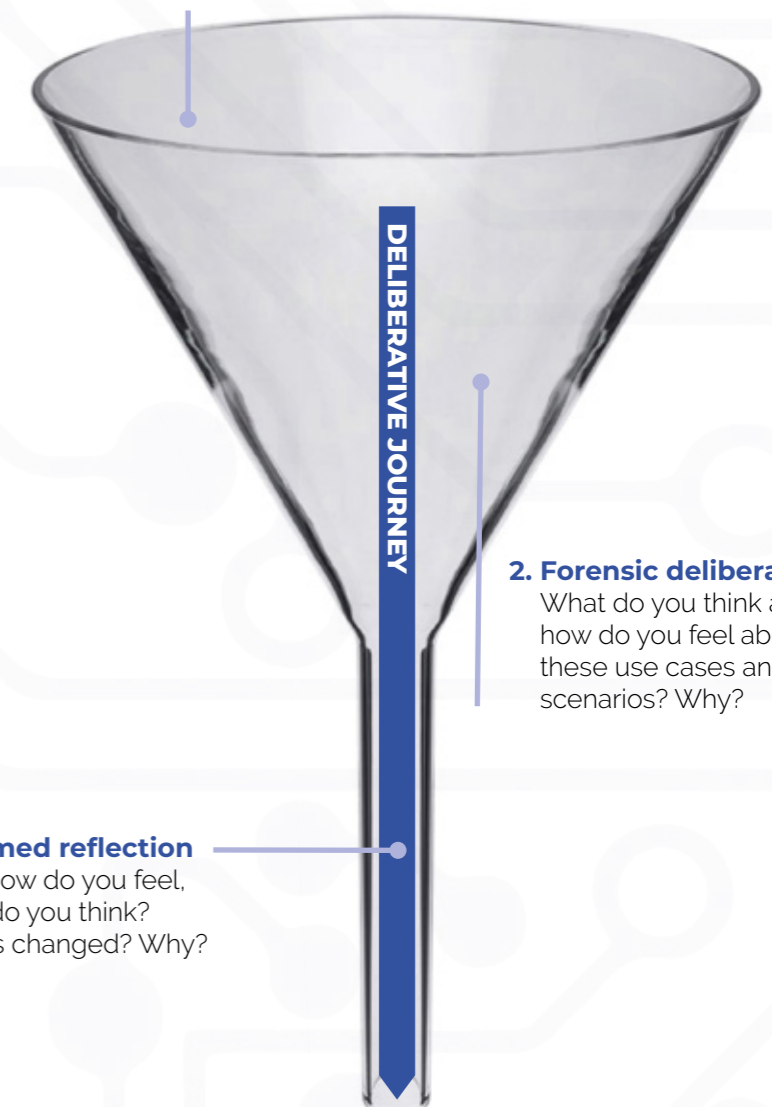 DELIBERATIVE JOURNEY
2. Forensic delibera
What do you think a
how do you feel ab
these use cases an
scenarios? Why?
med reflection
ow do you feel,
do you think?
s changed? Why?